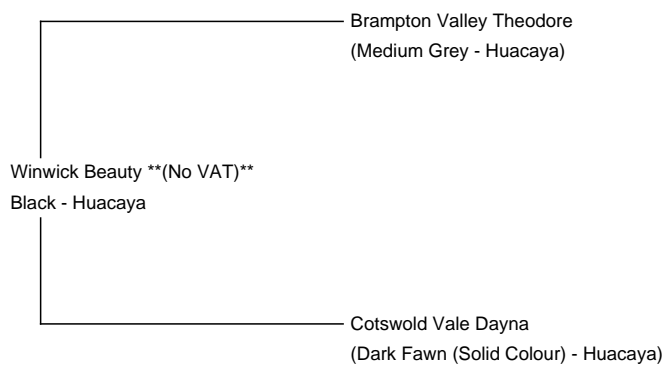 Brampton Valley Theodore
(Medium Grey - Huacaya)
Winwick Beauty **(No VAT)**
Black - Huacaya
Cotswold Vale Dayna
(Dark Fawn (Solid Colour) - Huacaya)